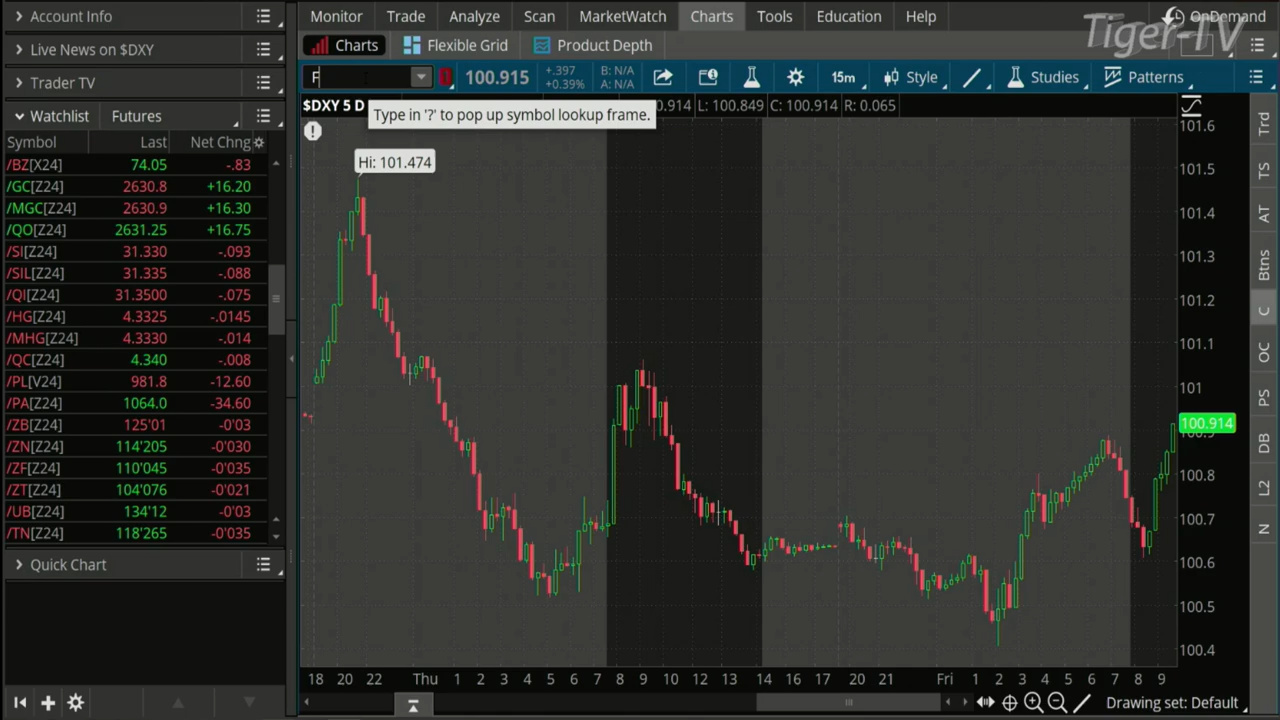 Account Info
Monitor Trade Analyze Scan MarketWatch Charts Tools Education Help OnDemand
Tiger-TV
Live News on $DXY
Charts Flexible Grid Product Depth
Trader TV
F 100.915 +.397 +0.39% B: N/A A: N/A 15m Style Studies Patterns
$DXY 5 D 0.914 L: 100.849 C: 100.914 R: 0.065
Type in '?' to pop up symbol lookup frame.
Watchlist Futures
Symbol Last Net Chng
/BZ[X24] 74.05 -.83
/GC[Z24] 2630.8 +16.20
/MGC[Z24] 2630.9 +16.30
/QO[Z24] 2631.25 +16.75
/SI[Z24] 31.330 -.093
/SIL[Z24] 31.335 -.088
/QI[Z24] 31.3500 -.075
/HG[Z24] 4.3325 -.0145
/MHG[Z24] 4.3330 -.014
/QC[Z24] 4.340 -.008
/PL[V24] 981.8 -12.60
/PA[Z24] 1064.0 -34.60
/ZB[Z24] 125'01 -0'03
/ZN[Z24] 114'205 -0'030
/ZF[Z24] 110'045 -0'035
/ZT[Z24] 104'076 -0'021
/UB[Z24] 134'12 -0'03
/TN[Z24] 118'265 -0'035
Quick Chart
Hi: 101.474
101.6
101.5
101.4
101.3
101.2
101.1
101
100.914
100.8
100.7
100.6
100.5
100.4
Trd
TS
AT
Btns
C
OC
PS
DB
L2
N
18 20 22 Thu 1 2 3 4 5 6 7 8 9 10 11 12 13 14 16 17 20 21 Fri 1 2 3 4 5 6 7 8 9
Drawing set: Default